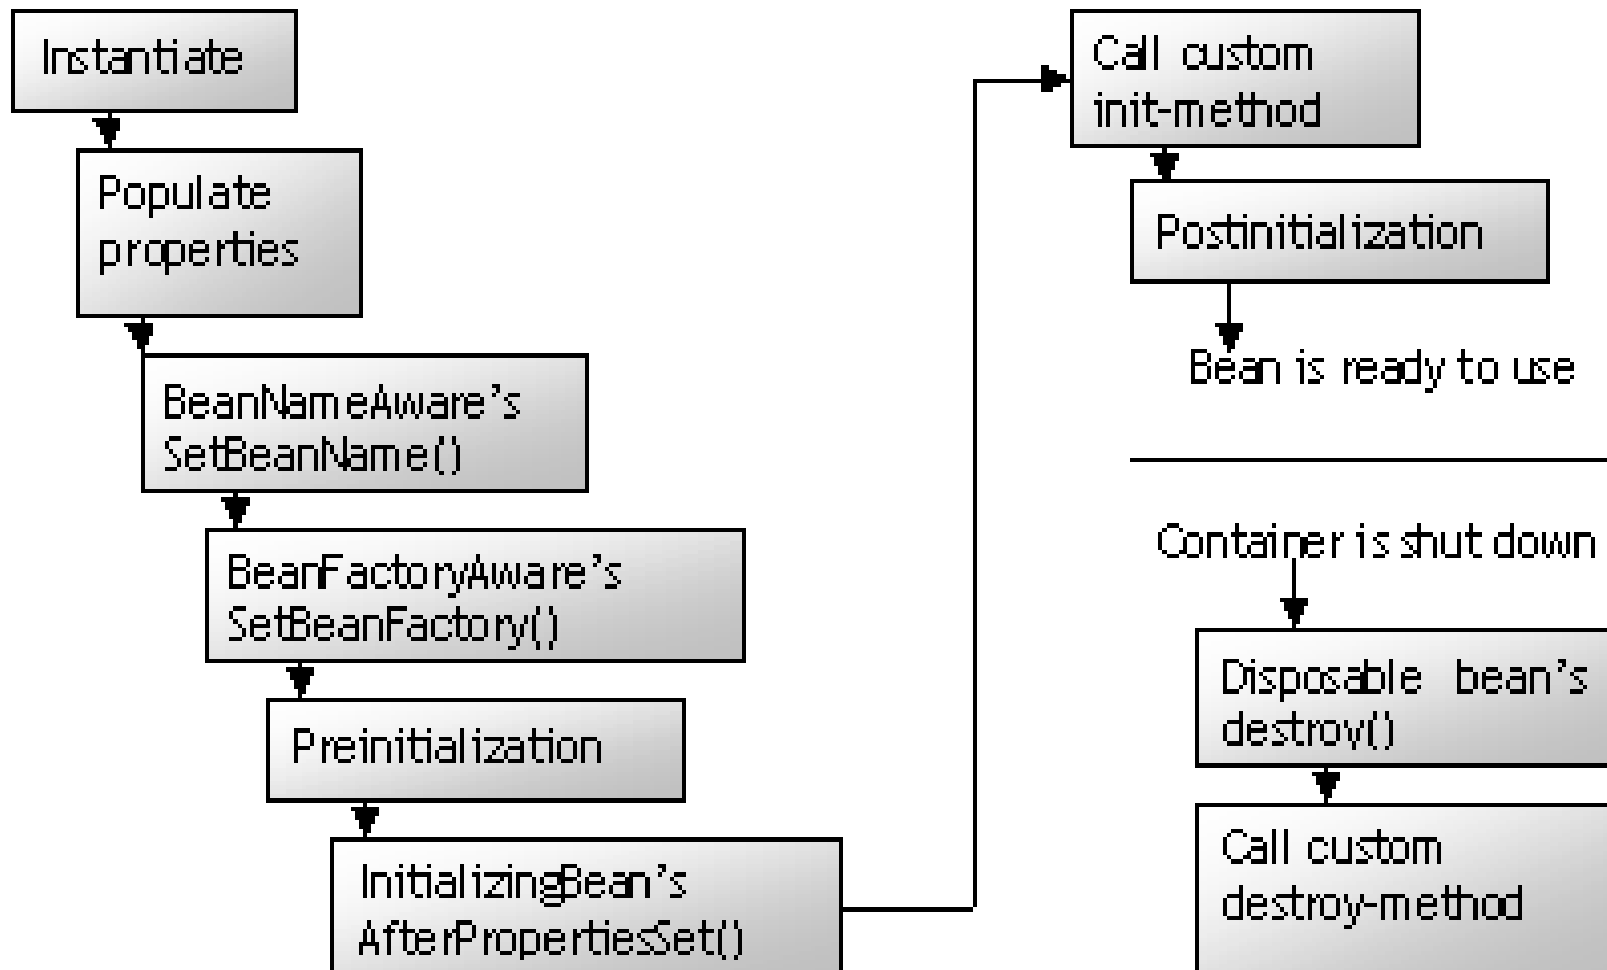 Instantiate
Populate
properties
BeanNameAware's
SetBeanName()
BeanFactoryAware's
SetBeanFactory()
Preinitialization
InitializingBean's
AfterPropertiesSet()
Call custom
init-method
Postinitialization
Bean is ready to use
Container is shut down
Disposable bean's
destroy()
Call custom
destroy-method